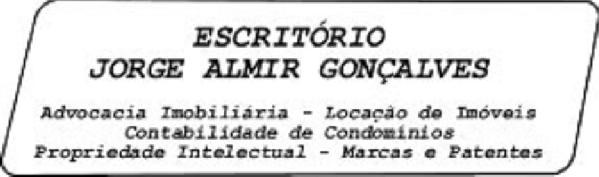 ESCRITÓRIO
JORGE ALMIR GONÇALVES
Advocacia Imobiliária - Locação de Imóveis
Contabilidade de Condomínios
Propriedade Intelectual - Marcas e Patentes